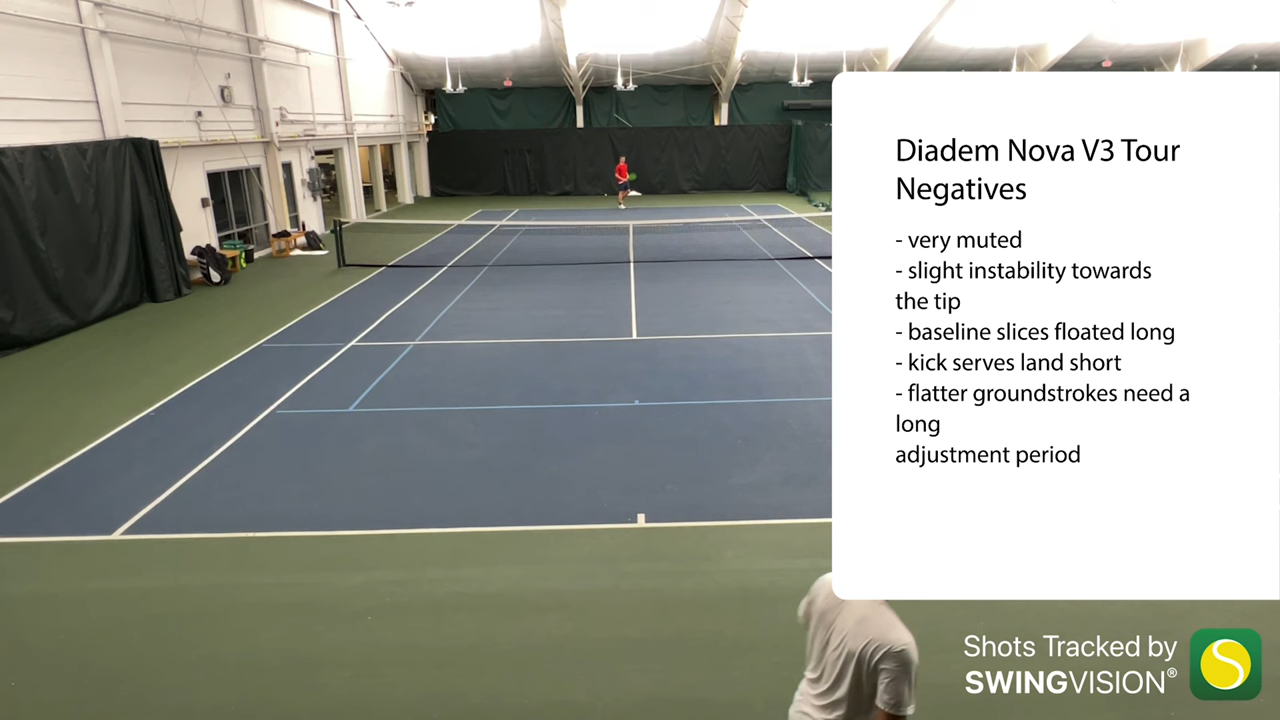 Diadem Nova V3 Tour
Negatives
- very muted
- slight instability towards
the tip
- baseline slices floated long
- kick serves land short
- flatter groundstrokes need a
long
adjustment period
Shots Tracked by
SWINGVISION®